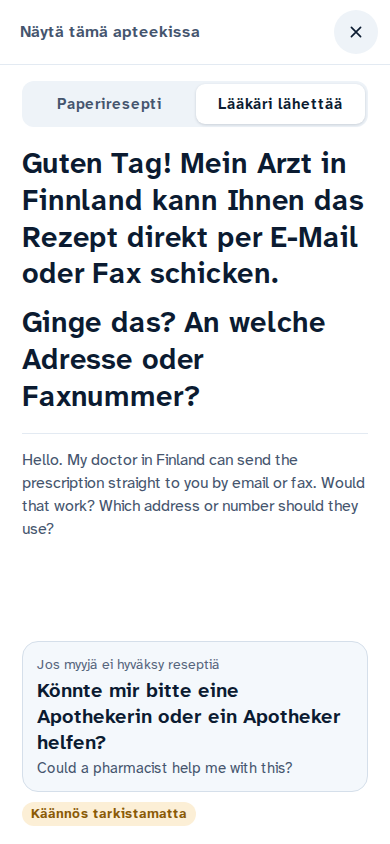 Näytä tämä apteekissa
Paperiresepti
Lääkäri lähettää
Guten Tag! Mein Arzt in
Finnland kann Ihnen das
Rezept direkt per E-Mail
oder Fax schicken.
Ginge das? An welche
Adresse oder
Faxnummer?
Hello. My doctor in Finland can send the
prescription straight to you by email or fax. Would
that work? Which address or number should they
use?
Jos myyjä ei hyväksy reseptiä
Könnte mir bitte eine
Apothekerin oder ein Apotheker
helfen?
Could a pharmacist help me with this?
Käännös tarkistamatta